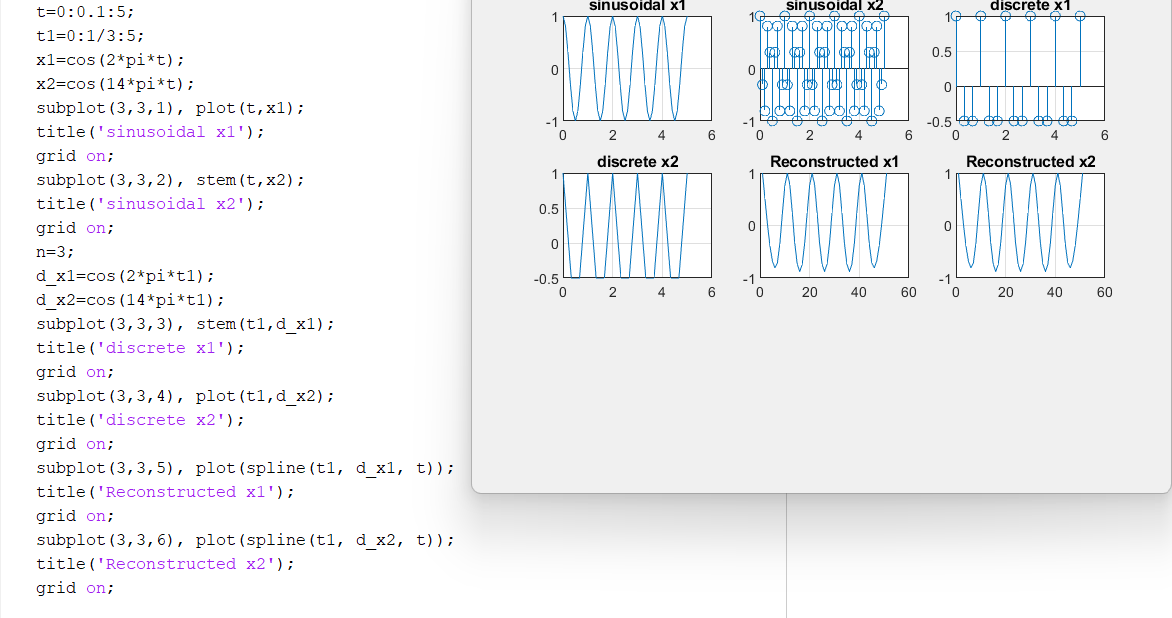 t=0:0.1:5;
t1=0:1/3:5;
x1=cos(2*pi*t);
x2=cos(14*pi*t);
subplot(3,3,1), plot(t,x1);
title('sinusoidal x1');
grid on;
subplot(3,3,2), stem(t,x2);
title('sinusoidal x2');
grid on;
n=3;
d_x1=cos(2*pi*t1);
d_x2=cos(14*pi*t1);
subplot(3,3,3), stem(t1,d_x1);
title('discrete x1');
grid on;
subplot(3,3,4), plot(t1,d_x2);
title('discrete x2');
grid on;
subplot(3,3,5), plot(spline(t1, d_x1, t));
title('Reconstructed x1');
grid on;
subplot(3,3,6), plot(spline(t1, d_x2, t));
title('Reconstructed x2');
grid on;
sinusoidal x1
1
0
-1
0 2 4 6
sinusoidal x2
1
0
-1
0 2 4 6
discrete x1
1
0.5
0
-0.5
0 2 4 6
discrete x2
1
0.5
0
-0.5
0 2 4 6
Reconstructed x1
1
0
-1
0 20 40 60
Reconstructed x2
1
0
-1
0 20 40 60